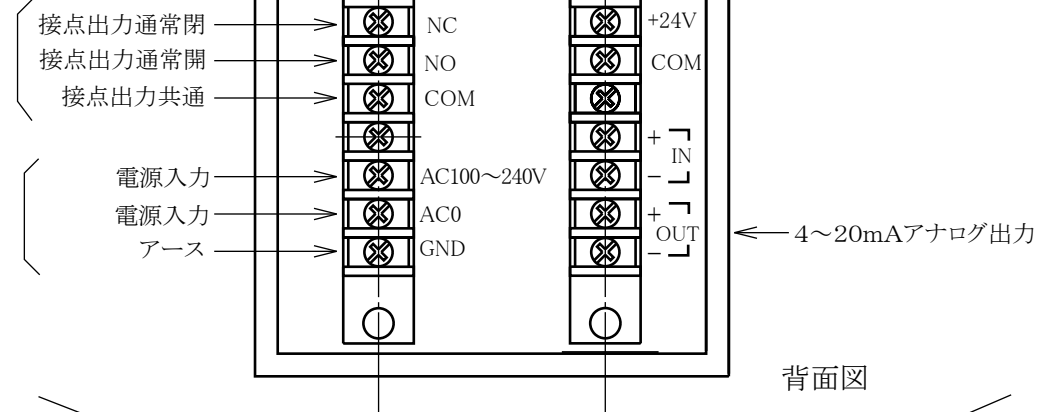 接点出力通常閉 NC +24V
接点出力通常開 NO COM
接点出力共通 COM
+
IN
電源入力 AC100～240V −
電源入力 AC0 +
OUT 4～20mAアナログ出力
アース GND −
背面図